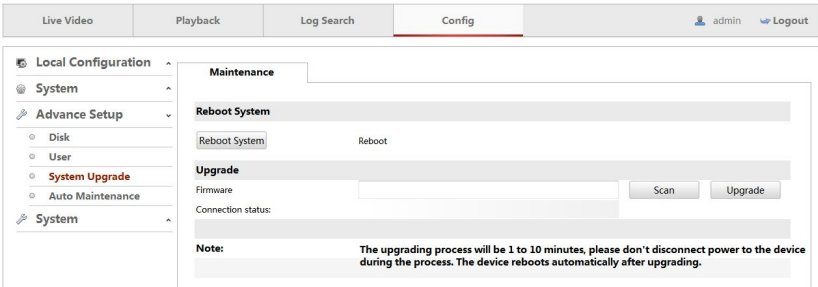 Live Video Playback Log Search Config admin Logout
Local Configuration
System
Advance Setup
Disk
User
System Upgrade
Auto Maintenance
System
Maintenance
Reboot System
Reboot System Reboot
Upgrade
Firmware Scan Upgrade
Connection status:
Note: The upgrading process will be 1 to 10 minutes, please don't disconnect power to the device
during the process. The device reboots automatically after upgrading.